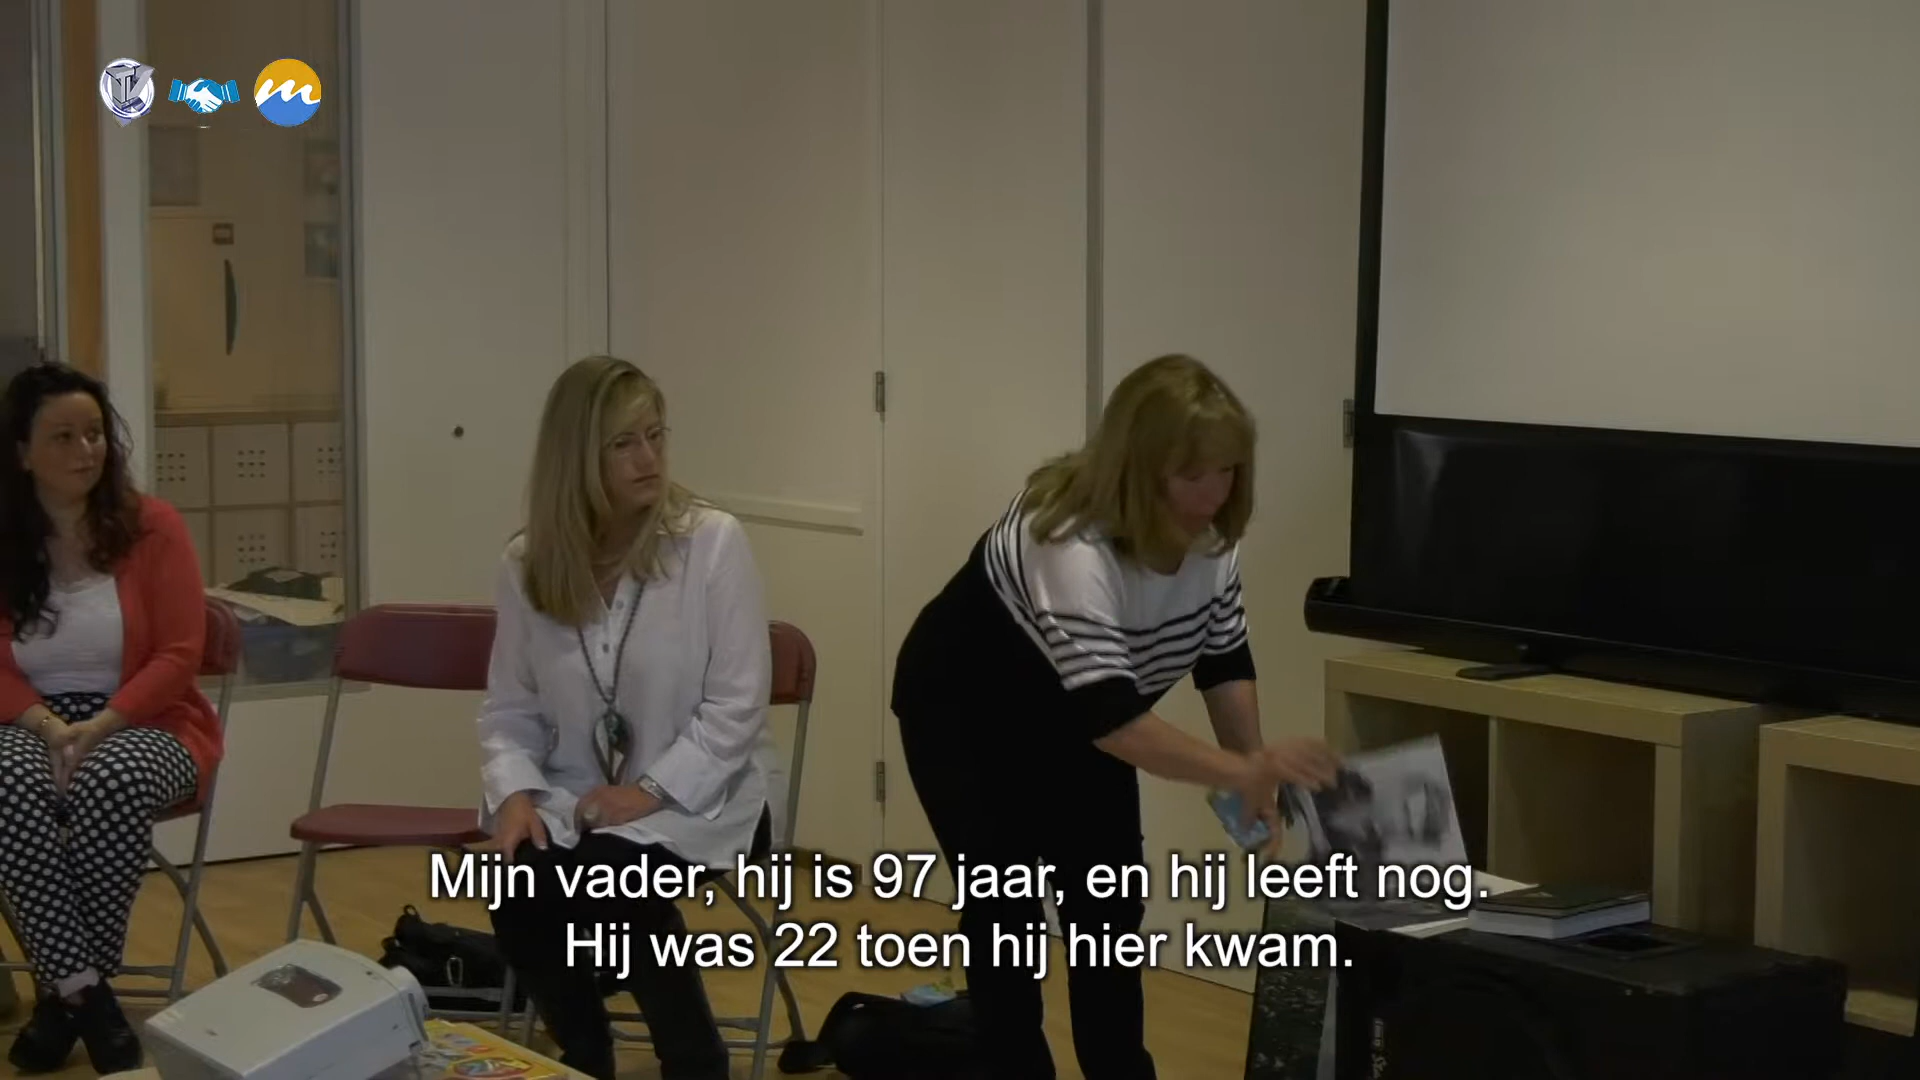 Mijn vader, hij is 97 jaar, en hij leeft nog.
Hij was 22 toen hij hier kwam.